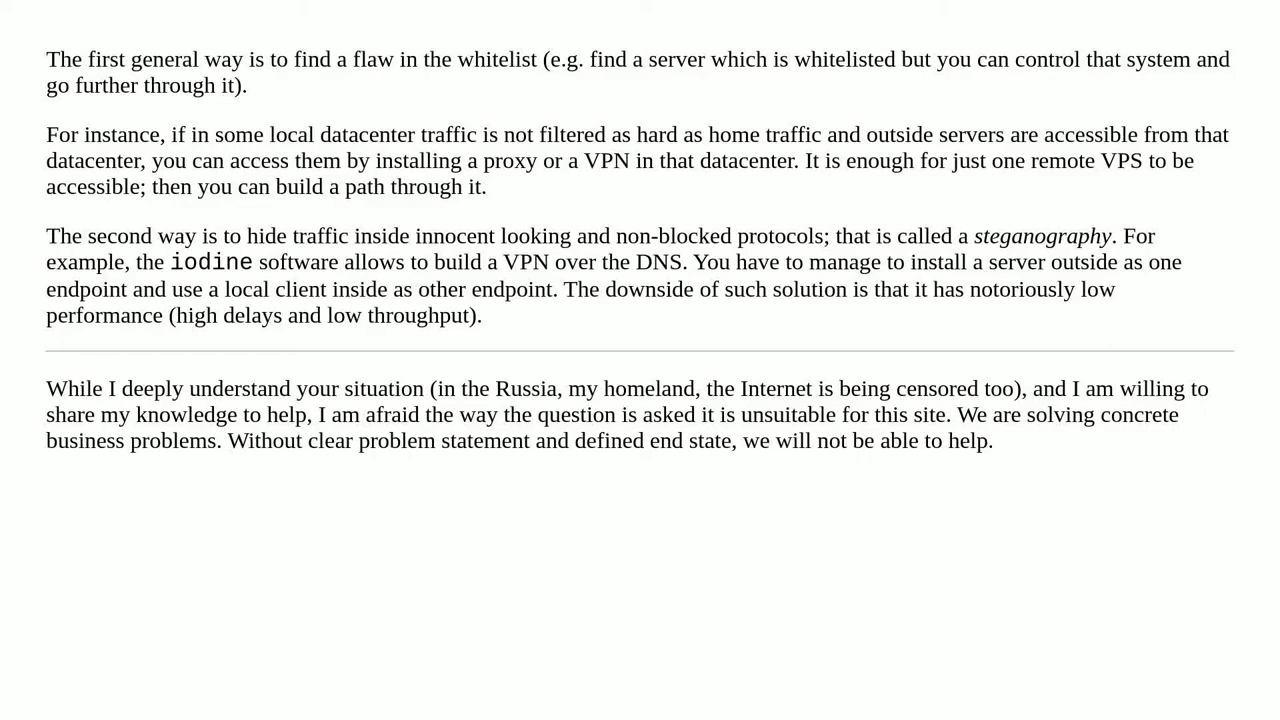 The first general way is to find a flaw in the whitelist (e.g. find a server which is whitelisted but you can control that system and
go further through it).
For instance, if in some local datacenter traffic is not filtered as hard as home traffic and outside servers are accessible from that
datacenter, you can access them by installing a proxy or a VPN in that datacenter. It is enough for just one remote VPS to be
accessible; then you can build a path through it.
The second way is to hide traffic inside innocent looking and non-blocked protocols; that is called a steganography. For
example, the iodine software allows to build a VPN over the DNS. You have to manage to install a server outside as one
endpoint and use a local client inside as other endpoint. The downside of such solution is that it has notoriously low
performance (high delays and low throughput).
While I deeply understand your situation (in the Russia, my homeland, the Internet is being censored too), and I am willing to
share my knowledge to help, I am afraid the way the question is asked it is unsuitable for this site. We are solving concrete
business problems. Without clear problem statement and defined end state, we will not be able to help.